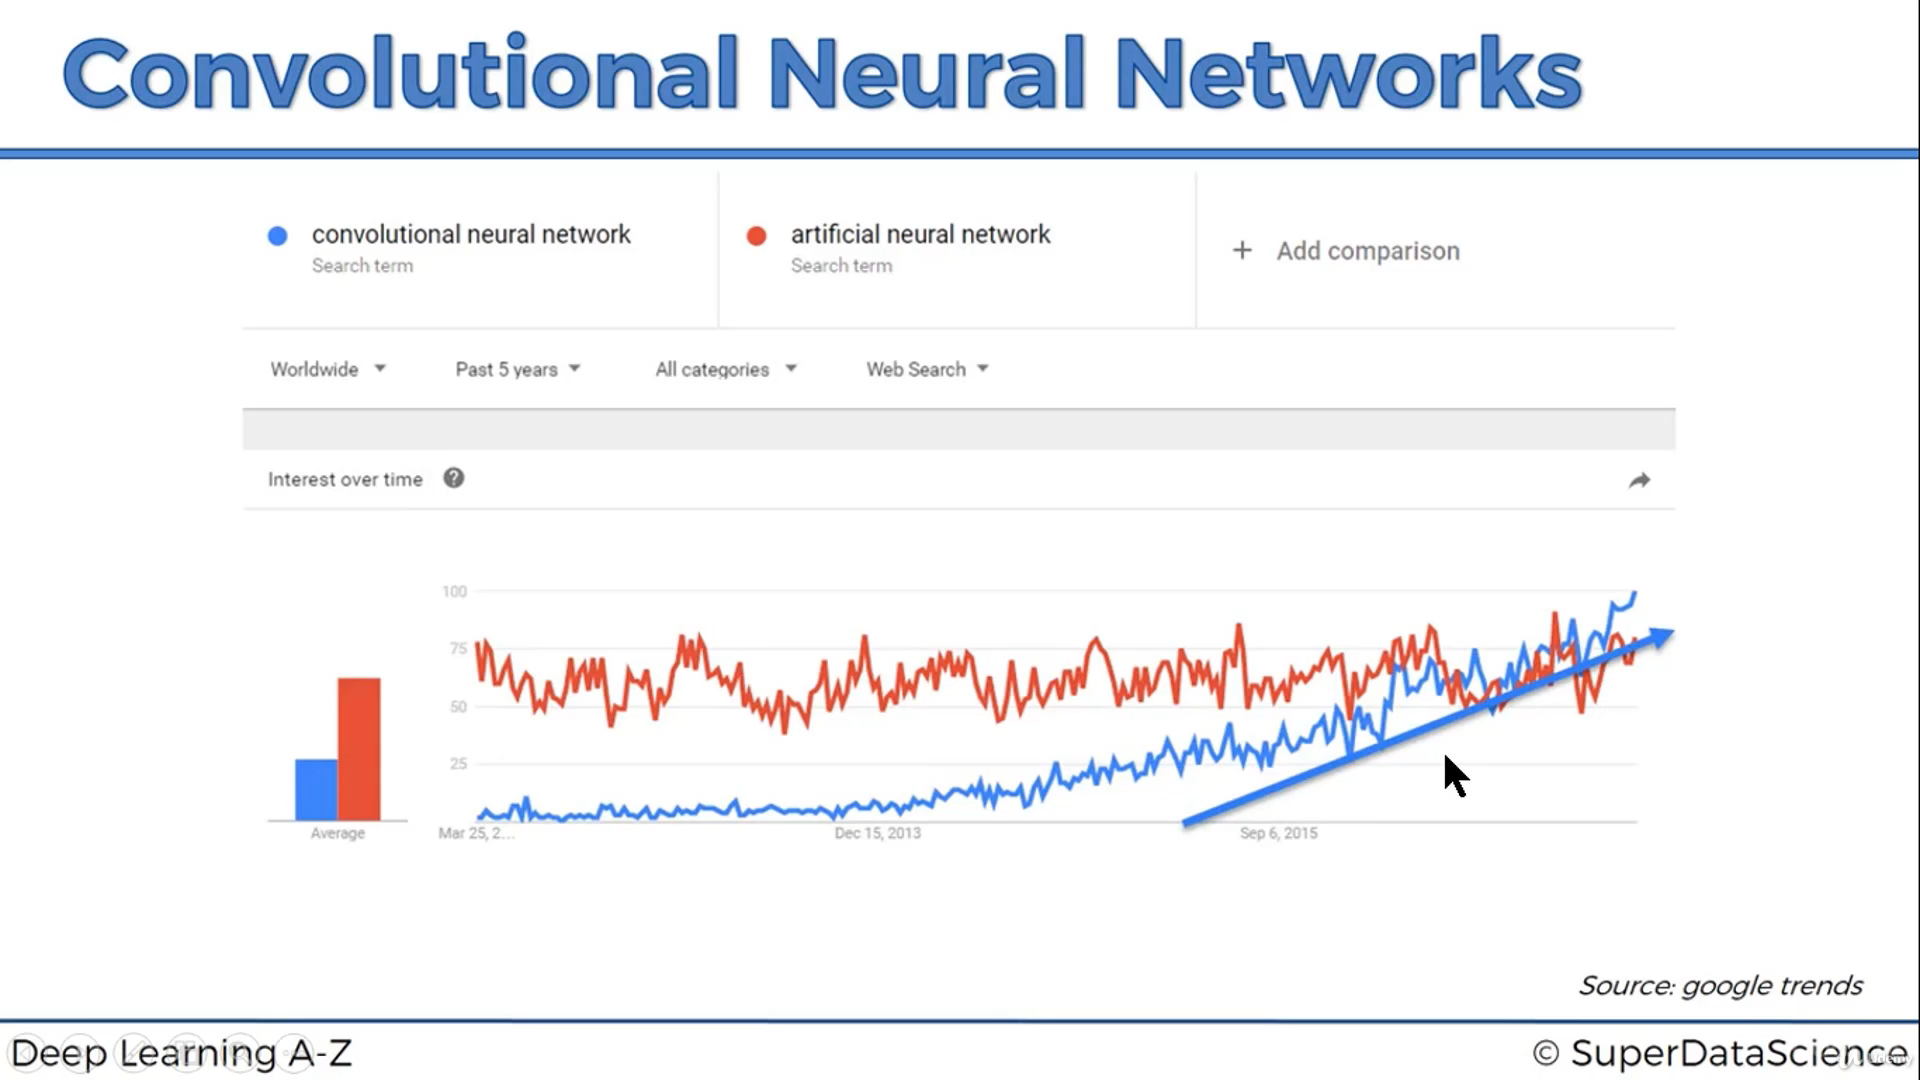 Convolutional Neural Networks
convolutional neural network
Search term
artificial neural network
Search term
+ Add comparison
Worldwide
Past 5 years
All categories
Web Search
Interest over time ?
100
75
50
25
Average
Mar 25, 2...
Dec 15, 2013
Sep 6, 2015
Source: google trends
Deep Learning A-Z
© SuperDataScience